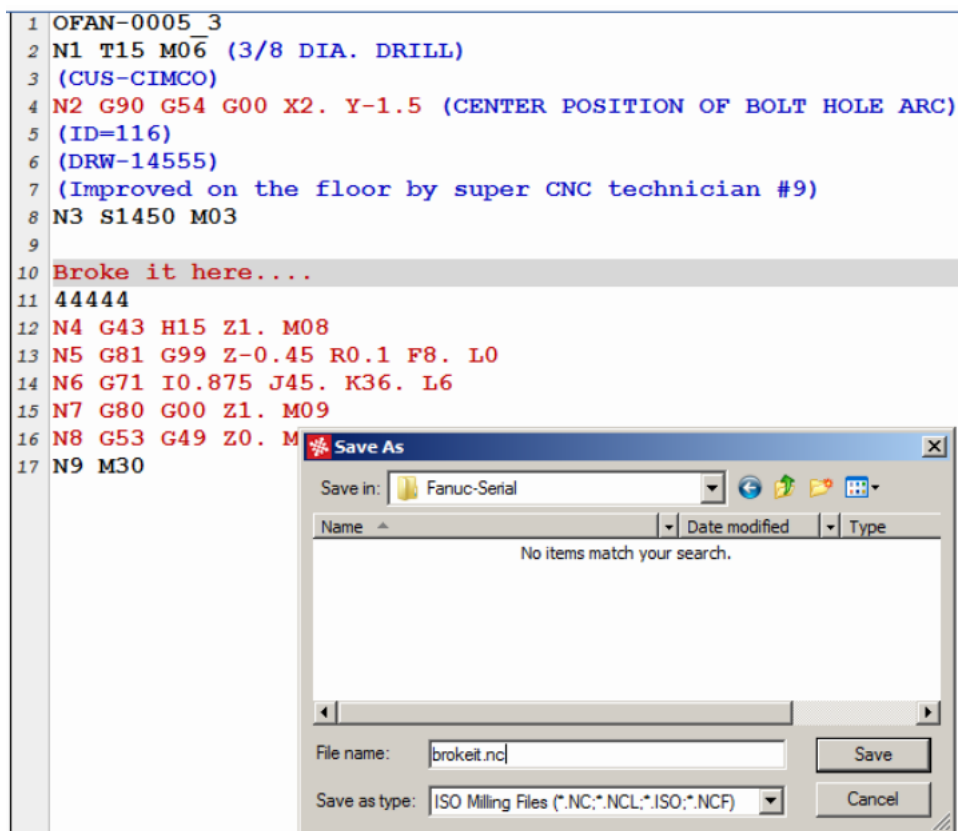 1 OFAN-0005_3
2 N1 T15 M06 (3/8 DIA. DRILL)
3 (CUS-CIMCO)
4 N2 G90 G54 G00 X2. Y-1.5 (CENTER POSITION OF BOLT HOLE ARC)
5 (ID=116)
6 (DRW-14555)
7 (Improved on the floor by super CNC technician #9)
8 N3 S1450 M03
9
10 Broke it here....
11 44444
12 N4 G43 H15 Z1. M08
13 N5 G81 G99 Z-0.45 R0.1 F8. L0
14 N6 G71 I0.875 J45. K36. L6
15 N7 G80 G00 Z1. M09
16 N8 G53 G49 Z0. M
17 N9 M30
Save As
Save in: Fanuc-Serial
Name Date modified Type
No items match your search.
File name: brokeit.nc Save
Save as type: ISO Milling Files (*.NC;*.NCL;*.ISO;*.NCF) Cancel